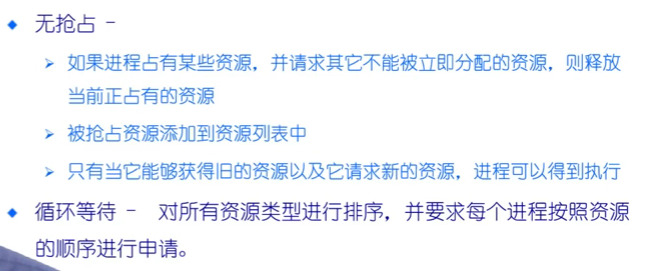 无抢占 -
如果进程占有某些资源，并请求其它不能被立即分配的资源，则释放
当前正占有的资源
被抢占资源添加到资源列表中
只有当它能够获得旧的资源以及它请求新的资源，进程可以得到执行
循环等待 - 对所有资源类型进行排序，并要求每个进程按照资源
的顺序进行申请。